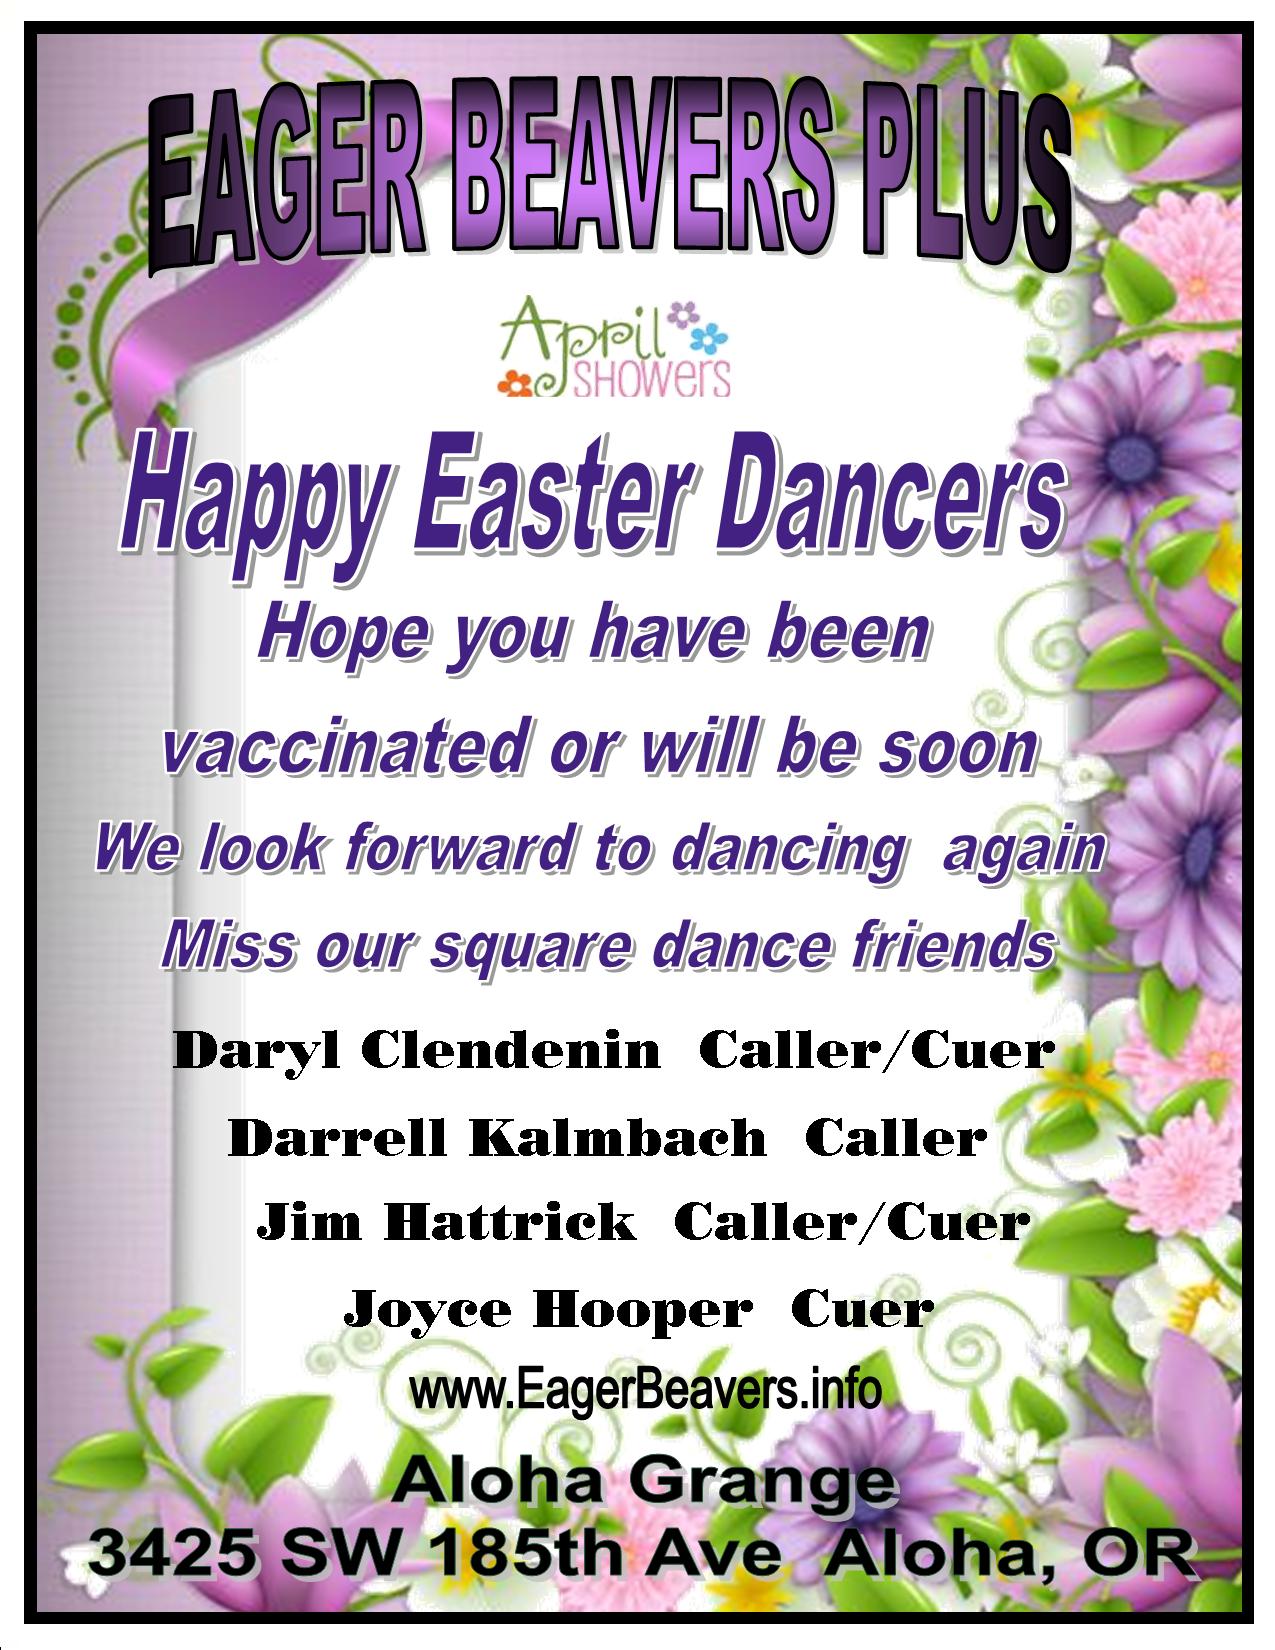 EAGER BEAVERS PLUS
April
SHOWERS
Happy Easter Dancers
Hope you have been
vaccinated or will be soon
We look forward to dancing again
Miss our square dance friends
Daryl Clendenin Caller/Cuer
Darrell Kalmbach Caller
Jim Hattrick Caller/Cuer
Joyce Hooper Cuer
www.EagerBeavers.info
Aloha Grange
3425 SW 185th Ave Aloha, OR